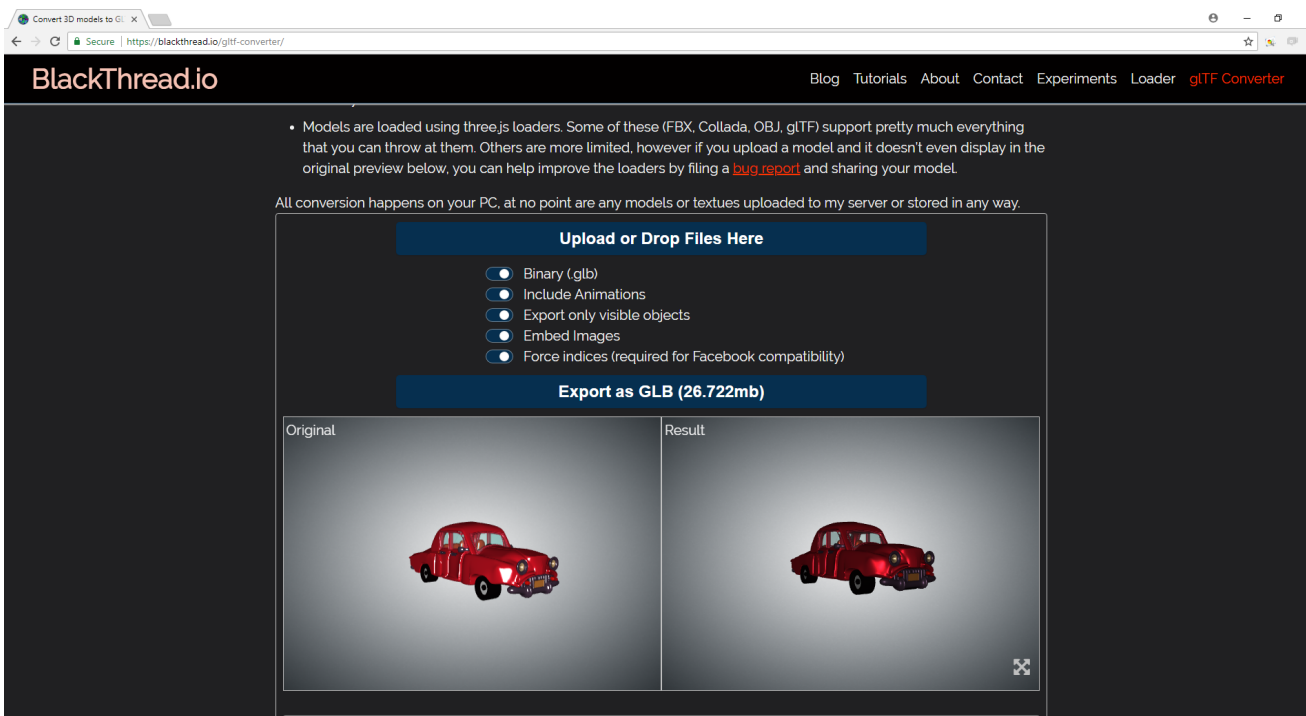 Convert 3D models to GL
Secure | https://blackthread.io/gltf-converter/
BlackThread.io
Blog Tutorials About Contact Experiments Loader glTF Converter
• Models are loaded using three.js loaders. Some of these (FBX, Collada, OBJ, glTF) support pretty much everything
that you can throw at them. Others are more limited, however if you upload a model and it doesn't even display in the
original preview below, you can help improve the loaders by filing a bug report and sharing your model.
All conversion happens on your PC, at no point are any models or textues uploaded to my server or stored in any way.
Upload or Drop Files Here
Binary (.glb)
Include Animations
Export only visible objects
Embed Images
Force indices (required for Facebook compatibility)
Export as GLB (26.722mb)
Original
Result